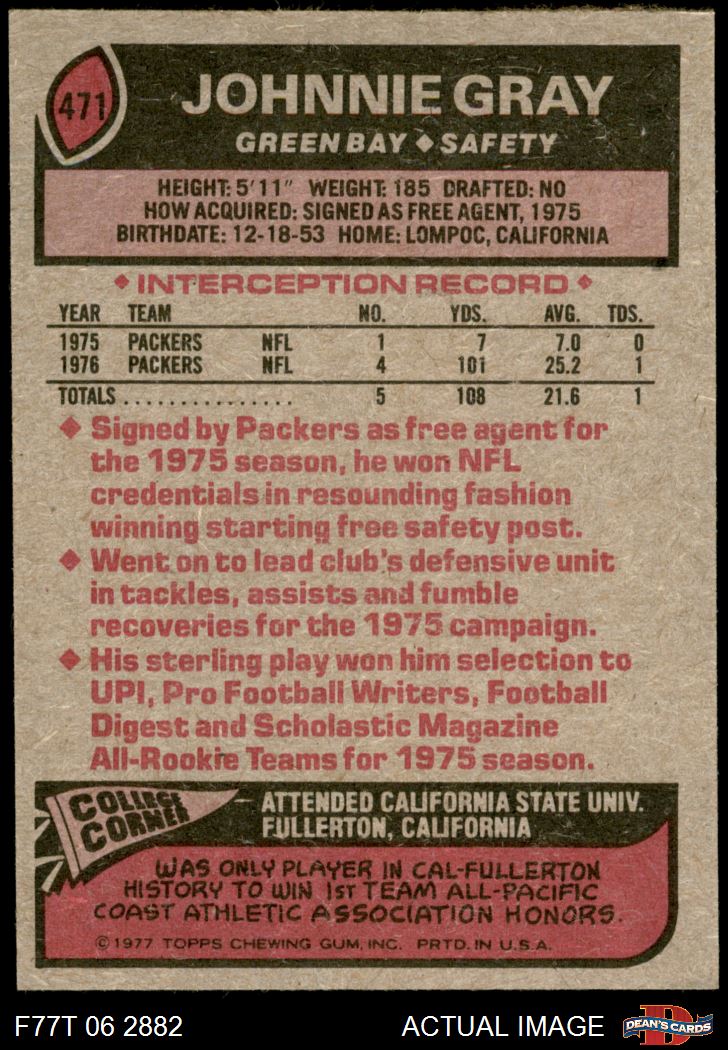 471
JOHNNIE GRAY
GREEN BAY ◆ SAFETY
HEIGHT: 5'11" WEIGHT: 185 DRAFTED: NO
HOW ACQUIRED: SIGNED AS FREE AGENT, 1975
BIRTHDATE: 12-18-53 HOME: LOMPOC, CALIFORNIA
◆ INTERCEPTION RECORD ◆
YEAR TEAM NO. YDS. AVG. TDS.
1975 PACKERS NFL 1 7 7.0 0
1976 PACKERS NFL 4 101 25.2 1
TOTALS ................ 5 108 21.6 1
◆ Signed by Packers as free agent for
the 1975 season, he won NFL
credentials in resounding fashion
winning starting free safety post.
◆ Went on to lead club's defensive unit
in tackles, assists and fumble
recoveries for the 1975 campaign.
◆ His sterling play won him selection to
UPI, Pro Football Writers, Football
Digest and Scholastic Magazine
All-Rookie Teams for 1975 season.
COLLEGE
CORNER
ATTENDED CALIFORNIA STATE UNIV.
FULLERTON, CALIFORNIA
WAS ONLY PLAYER IN CAL-FULLERTON
HISTORY TO WIN 1ST TEAM ALL-PACIFIC
COAST ATHLETIC ASSOCIATION HONORS.
©1977 TOPPS CHEWING GUM, INC. PRTD. IN U.S.A.
F77T 06 2882
ACTUAL IMAGE
D
DEAN'S CARDS